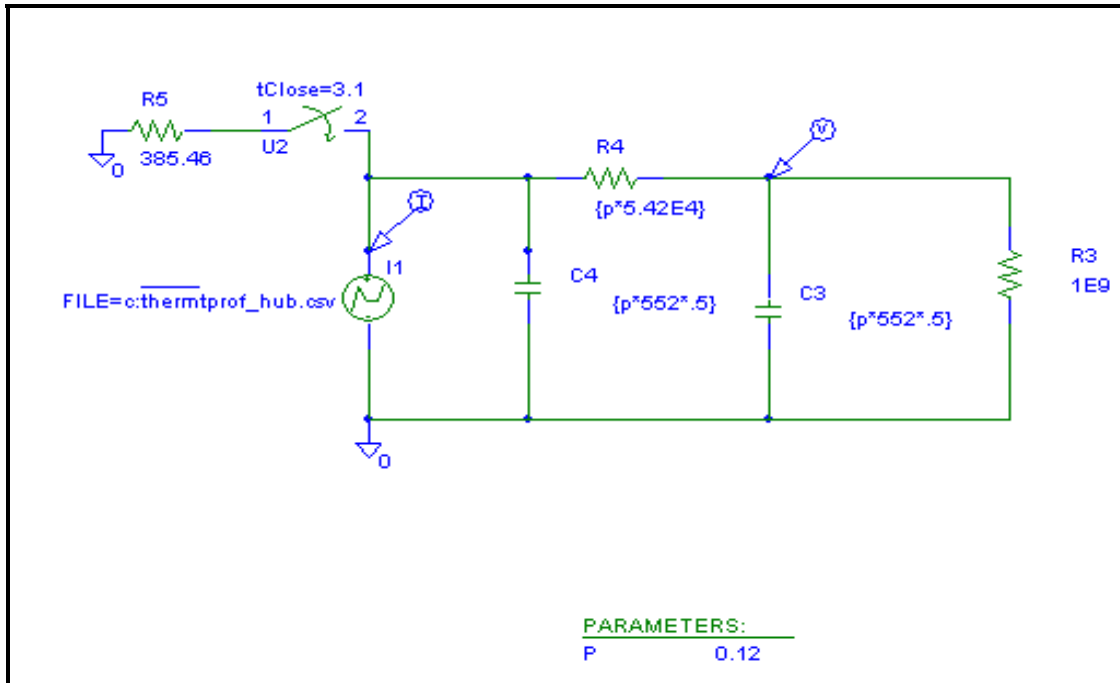 tClose=3.1
R5
1
2
U2
385.46
0
R4
{p*5.42E4}
V
I
I1
FILE=c:thermtprof_hub.csv
C4
{p*552*.5}
C3
{p*552*.5}
R3
1E9
0
PARAMETERS:
P 0.12